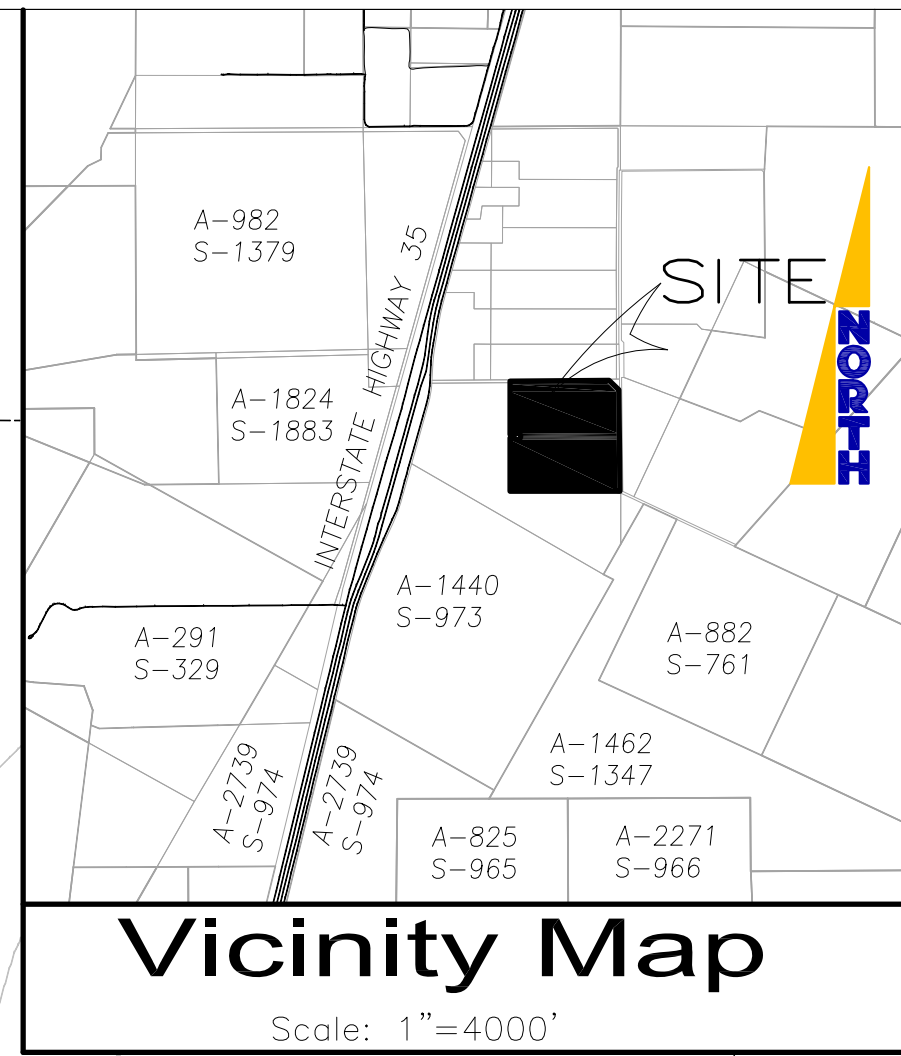 A-982
S-1379
INTERSTATE HIGHWAY 35
SITE
NORTH
A-1824
S-1883
A-1440
S-973
A-291
S-329
A-882
S-761
A-2739
S-974
A-2739
S-974
A-1462
S-1347
A-825
S-965
A-2271
S-966
Vicinity Map
Scale: 1"=4000'